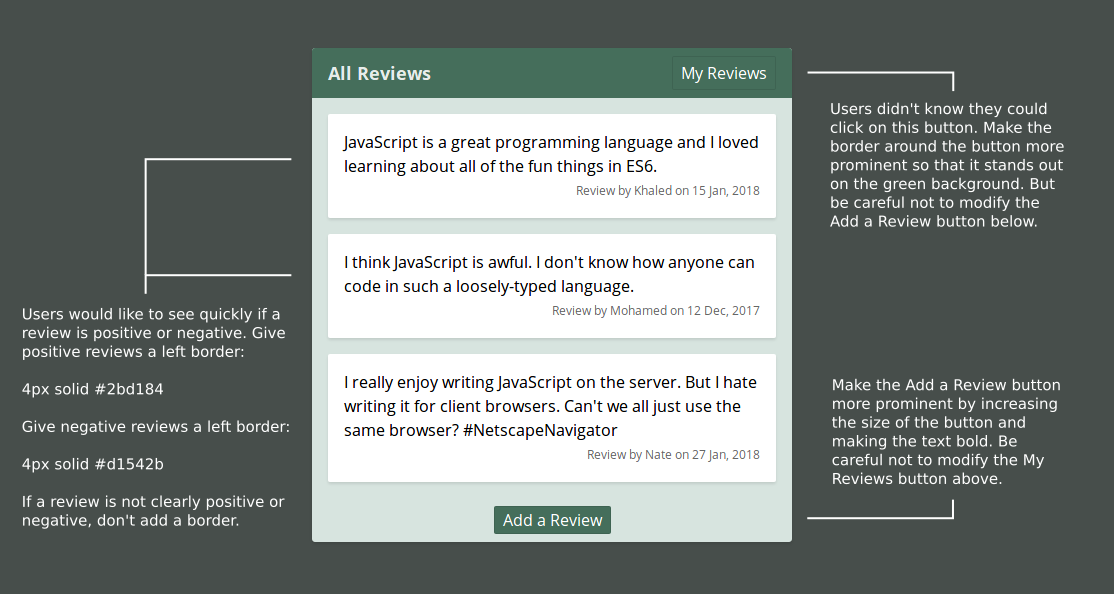 All Reviews
My Reviews
JavaScript is a great programming language and I loved
learning about all of the fun things in ES6.
Review by Khaled on 15 Jan, 2018
I think JavaScript is awful. I don't know how anyone can
code in such a loosely-typed language.
Review by Mohamed on 12 Dec, 2017
I really enjoy writing JavaScript on the server. But I hate
writing it for client browsers. Can't we all just use the
same browser? #NetscapeNavigator
Review by Nate on 27 Jan, 2018
Add a Review
Users would like to see quickly if a
review is positive or negative. Give
positive reviews a left border:
4px solid #2bd184
Give negative reviews a left border:
4px solid #d1542b
If a review is not clearly positive or
negative, don't add a border.
Users didn't know they could
click on this button. Make the
border around the button more
prominent so that it stands out
on the green background. But
be careful not to modify the
Add a Review button below.
Make the Add a Review button
more prominent by increasing
the size of the button and
making the text bold. Be
careful not to modify the My
Reviews button above.